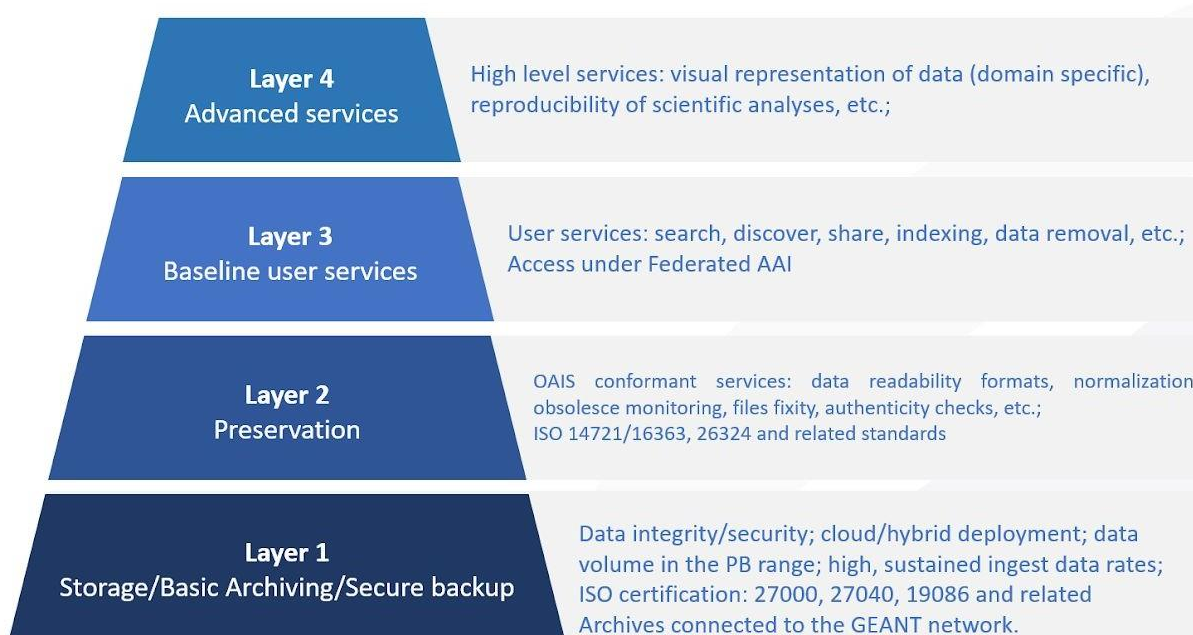 Layer 4
Advanced services
High level services: visual representation of data (domain specific),
reproducibility of scientific analyses, etc.;
Layer 3
Baseline user services
User services: search, discover, share, indexing, data removal, etc.;
Access under Federated AAI
Layer 2
Preservation
OAIS conformant services: data readability formats, normalization
obsolesce monitoring, files fixity, authenticity checks, etc.;
ISO 14721/16363, 26324 and related standards
Layer 1
Storage/Basic Archiving/Secure backup
Data integrity/security; cloud/hybrid deployment; data
volume in the PB range; high, sustained ingest data rates;
ISO certification: 27000, 27040, 19086 and related
Archives connected to the GEANT network.